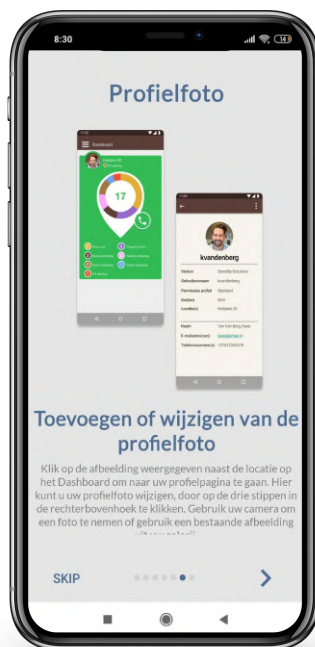 8:30
Profielfoto
Dashboard
17
kvandenberg
Gebruikersnaam kvandenberg
Toevoegen of wijzigen van de
profielfoto
Klik op de afbeelding weergegeven naast de locatie op
het Dashboard om naar uw profielpagina te gaan. Hier
kunt u uw profielfoto wijzigen, door op de drie stippen in
de rechterbovenhoek te klikken. Gebruik uw camera om
een foto te nemen of gebruik een bestaande afbeelding
SKIP